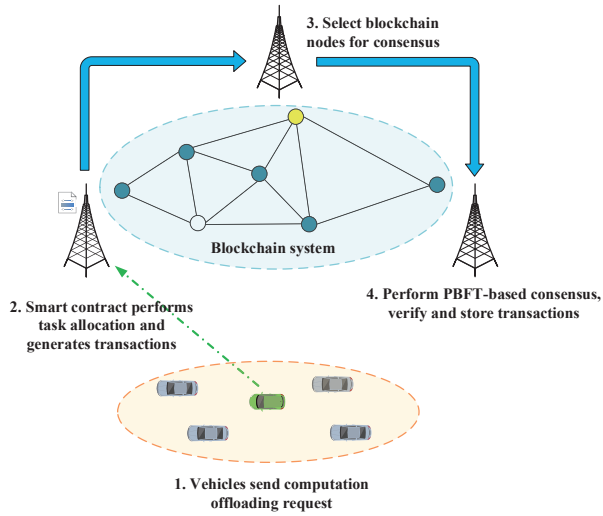 3. Select blockchain
nodes for consensus
Blockchain system
2. Smart contract performs
task allocation and
generates transactions
4. Perform PBFT-based consensus,
verify and store transactions
1. Vehicles send computation
offloading request